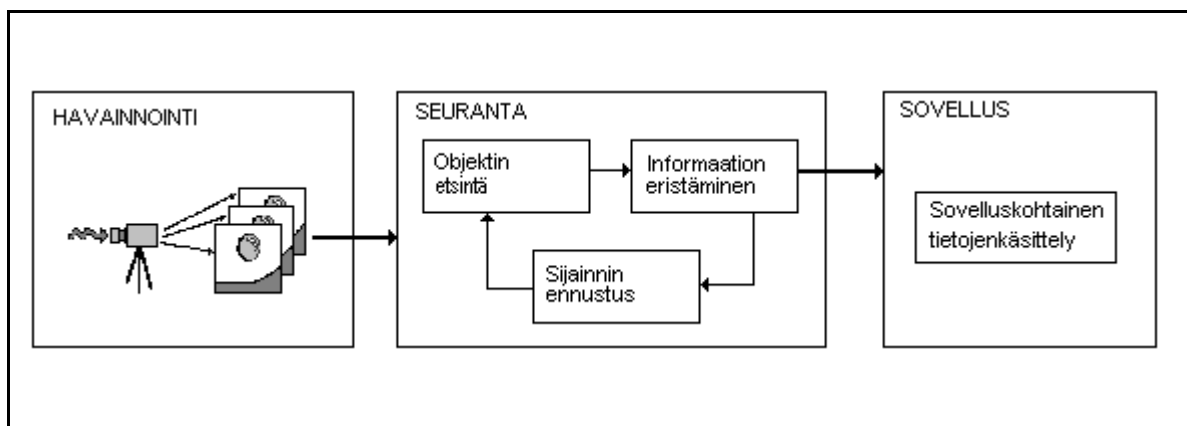 HAVAINNOINTI
SEURANTA
Objektin
etsintä
Informaation
eristäminen
Sijainnin
ennustus
SOVELLUS
Sovelluskohtainen
tietojenkäsittely